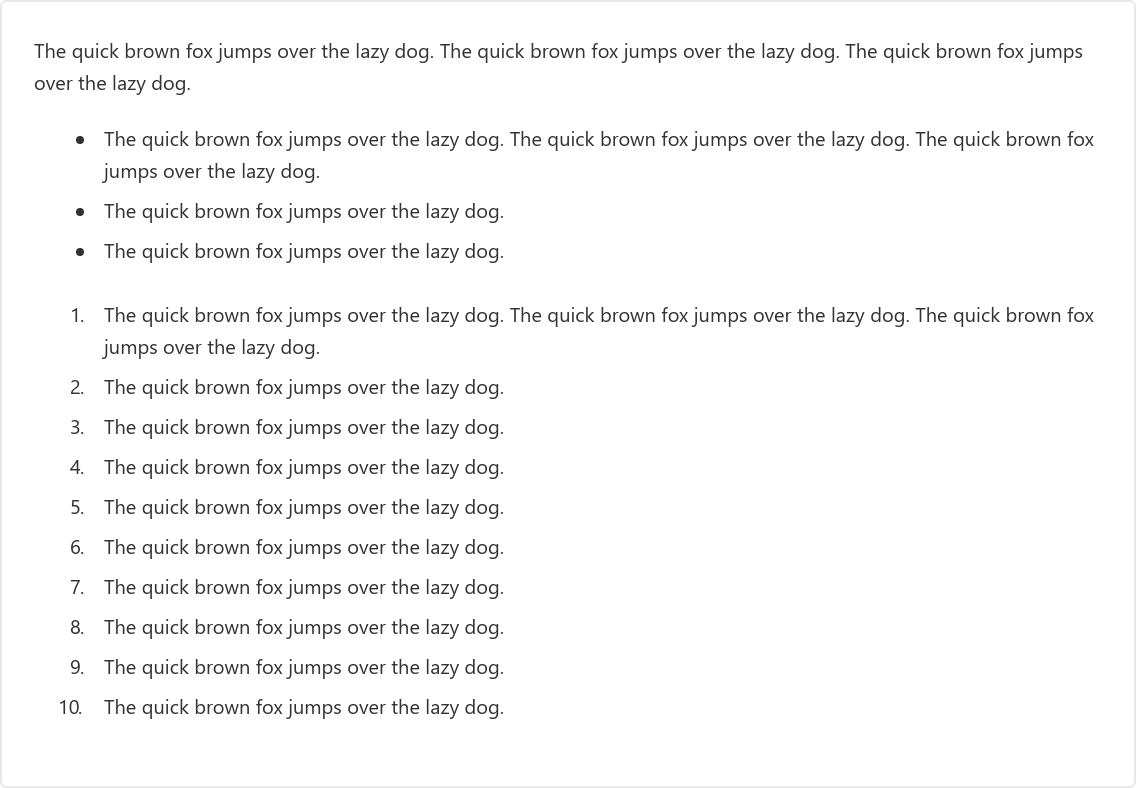 The quick brown fox jumps over the lazy dog. The quick brown fox jumps over the lazy dog. The quick brown fox jumps
over the lazy dog.
• The quick brown fox jumps over the lazy dog. The quick brown fox jumps over the lazy dog. The quick brown fox
jumps over the lazy dog.
• The quick brown fox jumps over the lazy dog.
• The quick brown fox jumps over the lazy dog.
1. The quick brown fox jumps over the lazy dog. The quick brown fox jumps over the lazy dog. The quick brown fox
jumps over the lazy dog.
2. The quick brown fox jumps over the lazy dog.
3. The quick brown fox jumps over the lazy dog.
4. The quick brown fox jumps over the lazy dog.
5. The quick brown fox jumps over the lazy dog.
6. The quick brown fox jumps over the lazy dog.
7. The quick brown fox jumps over the lazy dog.
8. The quick brown fox jumps over the lazy dog.
9. The quick brown fox jumps over the lazy dog.
10. The quick brown fox jumps over the lazy dog.